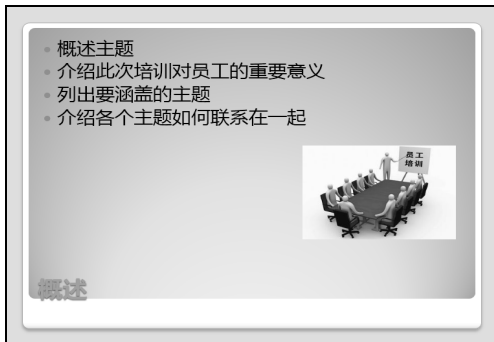 概述主题
介绍此次培训对员工的重要意义
列出要涵盖的主题
介绍各个主题如何联系在一起
员工
培训
概述